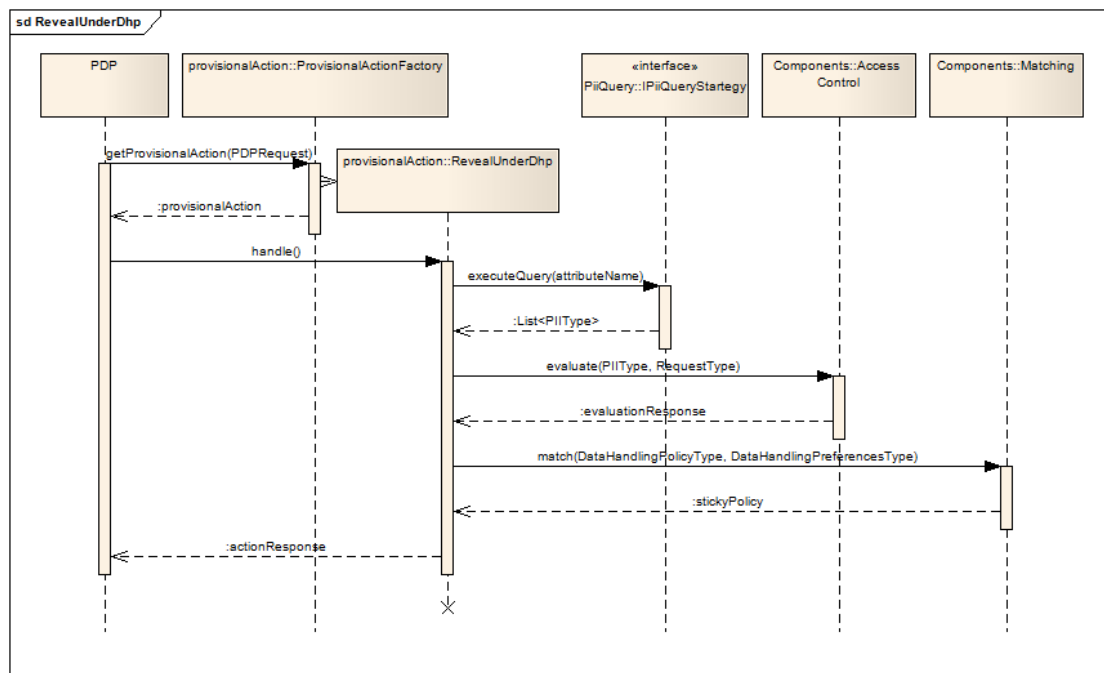 sd RevealUnderDhp
PDP
provisionalAction::ProvisionalActionFactory
«interface»
PiiQuery::IPiiQueryStartegy
Components::Access
Control
Components::Matching
getProvisionalAction(PDPRequest)
provisionalAction::RevealUnderDhp
:provisionalAction
handle()
executeQuery(attributeName)
:List<PIIType>
evaluate(PIIType, RequestType)
:evaluationResponse
match(DataHandlingPolicyType, DataHandlingPreferencesType)
:stickyPolicy
:actionResponse